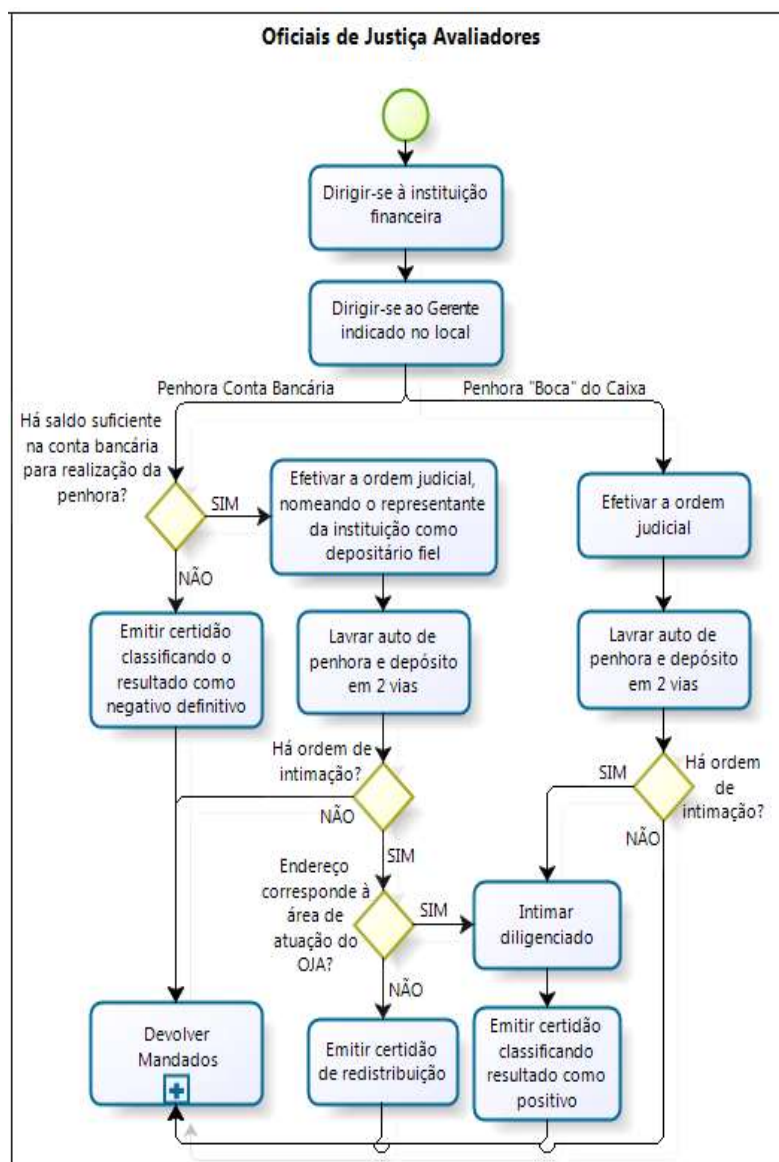 Oficiais de Justiça Avaliadores
Dirigir-se à instituição
financeira
Dirigir-se ao Gerente
indicado no local
Penhora Conta Bancária
Penhora "Boca" do Caixa
Há saldo suficiente
na conta bancária
para realização da
penhora?
SIM
NÃO
Efetivar a ordem judicial,
nomeando o representante
da instituição como
depositário fiel
Efetivar a ordem
judicial
Emitir certidão
classificando o
resultado como
negativo definitivo
Lavrar auto de
penhora e depósito
em 2 vias
Lavrar auto de
penhora e depósito
em 2 vias
Há ordem de
intimação?
NÃO
SIM
SIM
Há ordem
de
intimação?
NÃO
Endereço
corresponde à
área de
atuação do
OJA?
SIM
NÃO
Intimar
diligenciado
Devolver
Mandados
Emitir certidão
de redistribuição
Emitir certidão
classificando
resultado como
positivo